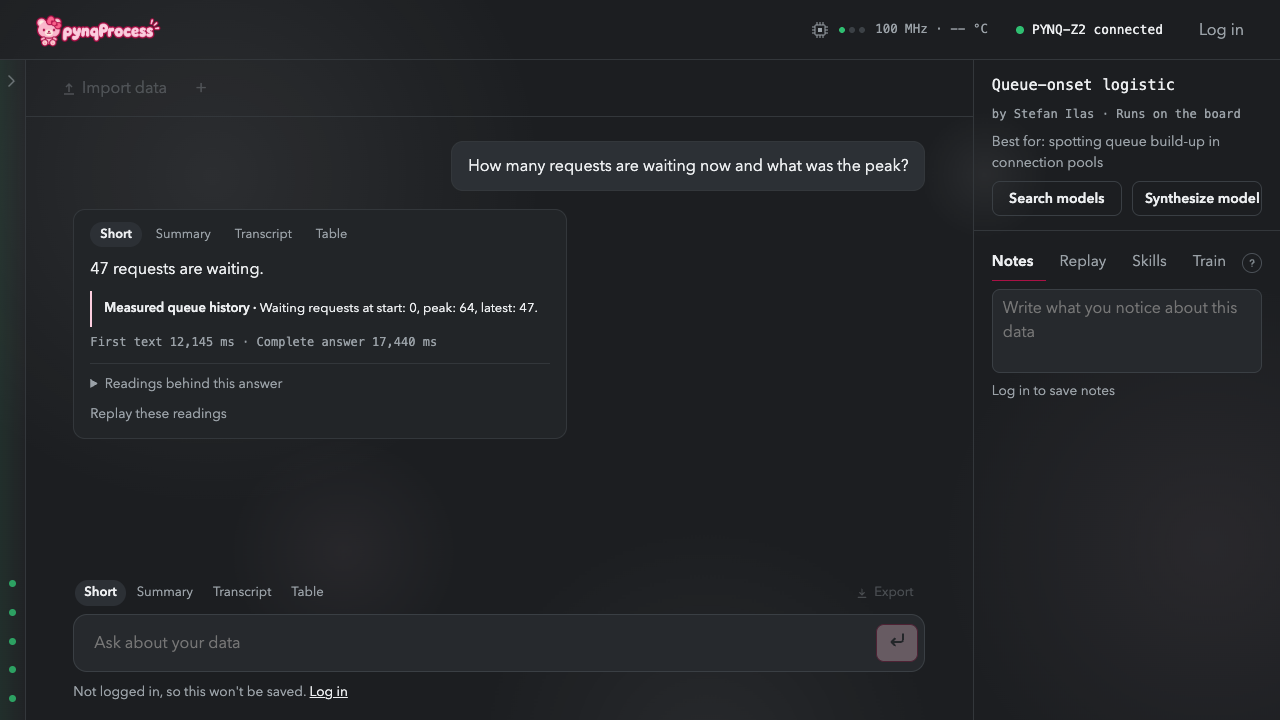 pynqProcess
100 MHz · —— °C
PYNQ-Z2 connected
Log in
Import data
+
How many requests are waiting now and what was the peak?
Short Summary Transcript Table
47 requests are waiting.
Measured queue history · Waiting requests at start: 0, peak: 64, latest: 47.
First text 12,145 ms · Complete answer 17,440 ms
Readings behind this answer
Replay these readings
Short Summary Transcript Table
Export
Ask about your data
Not logged in, so this won't be saved. Log in
Queue-onset logistic
by Stefan Ilas · Runs on the board
Best for: spotting queue build-up in
connection pools
Search models
Synthesize model
Notes Replay Skills Train ?
Write what you notice about this
data
Log in to save notes